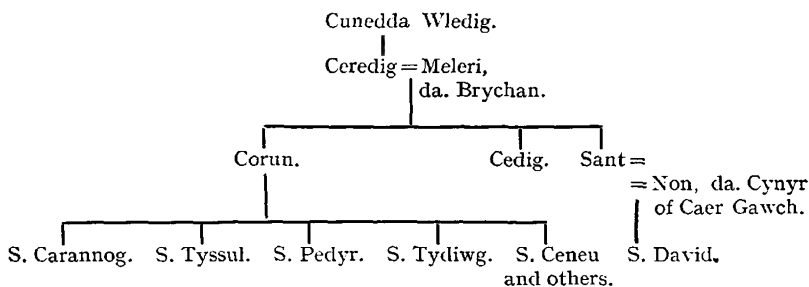 Cunedda Wledig.
Ceredig = Meleri,
da. Brychan.
Corun. Cedig. Sant =
= Non, da. Cynyr
of Caer Gawch.
S. Carannog. S. Tyssul. S. Pedyr. S. Tydiwg. S. Ceneu S. David.
and others.